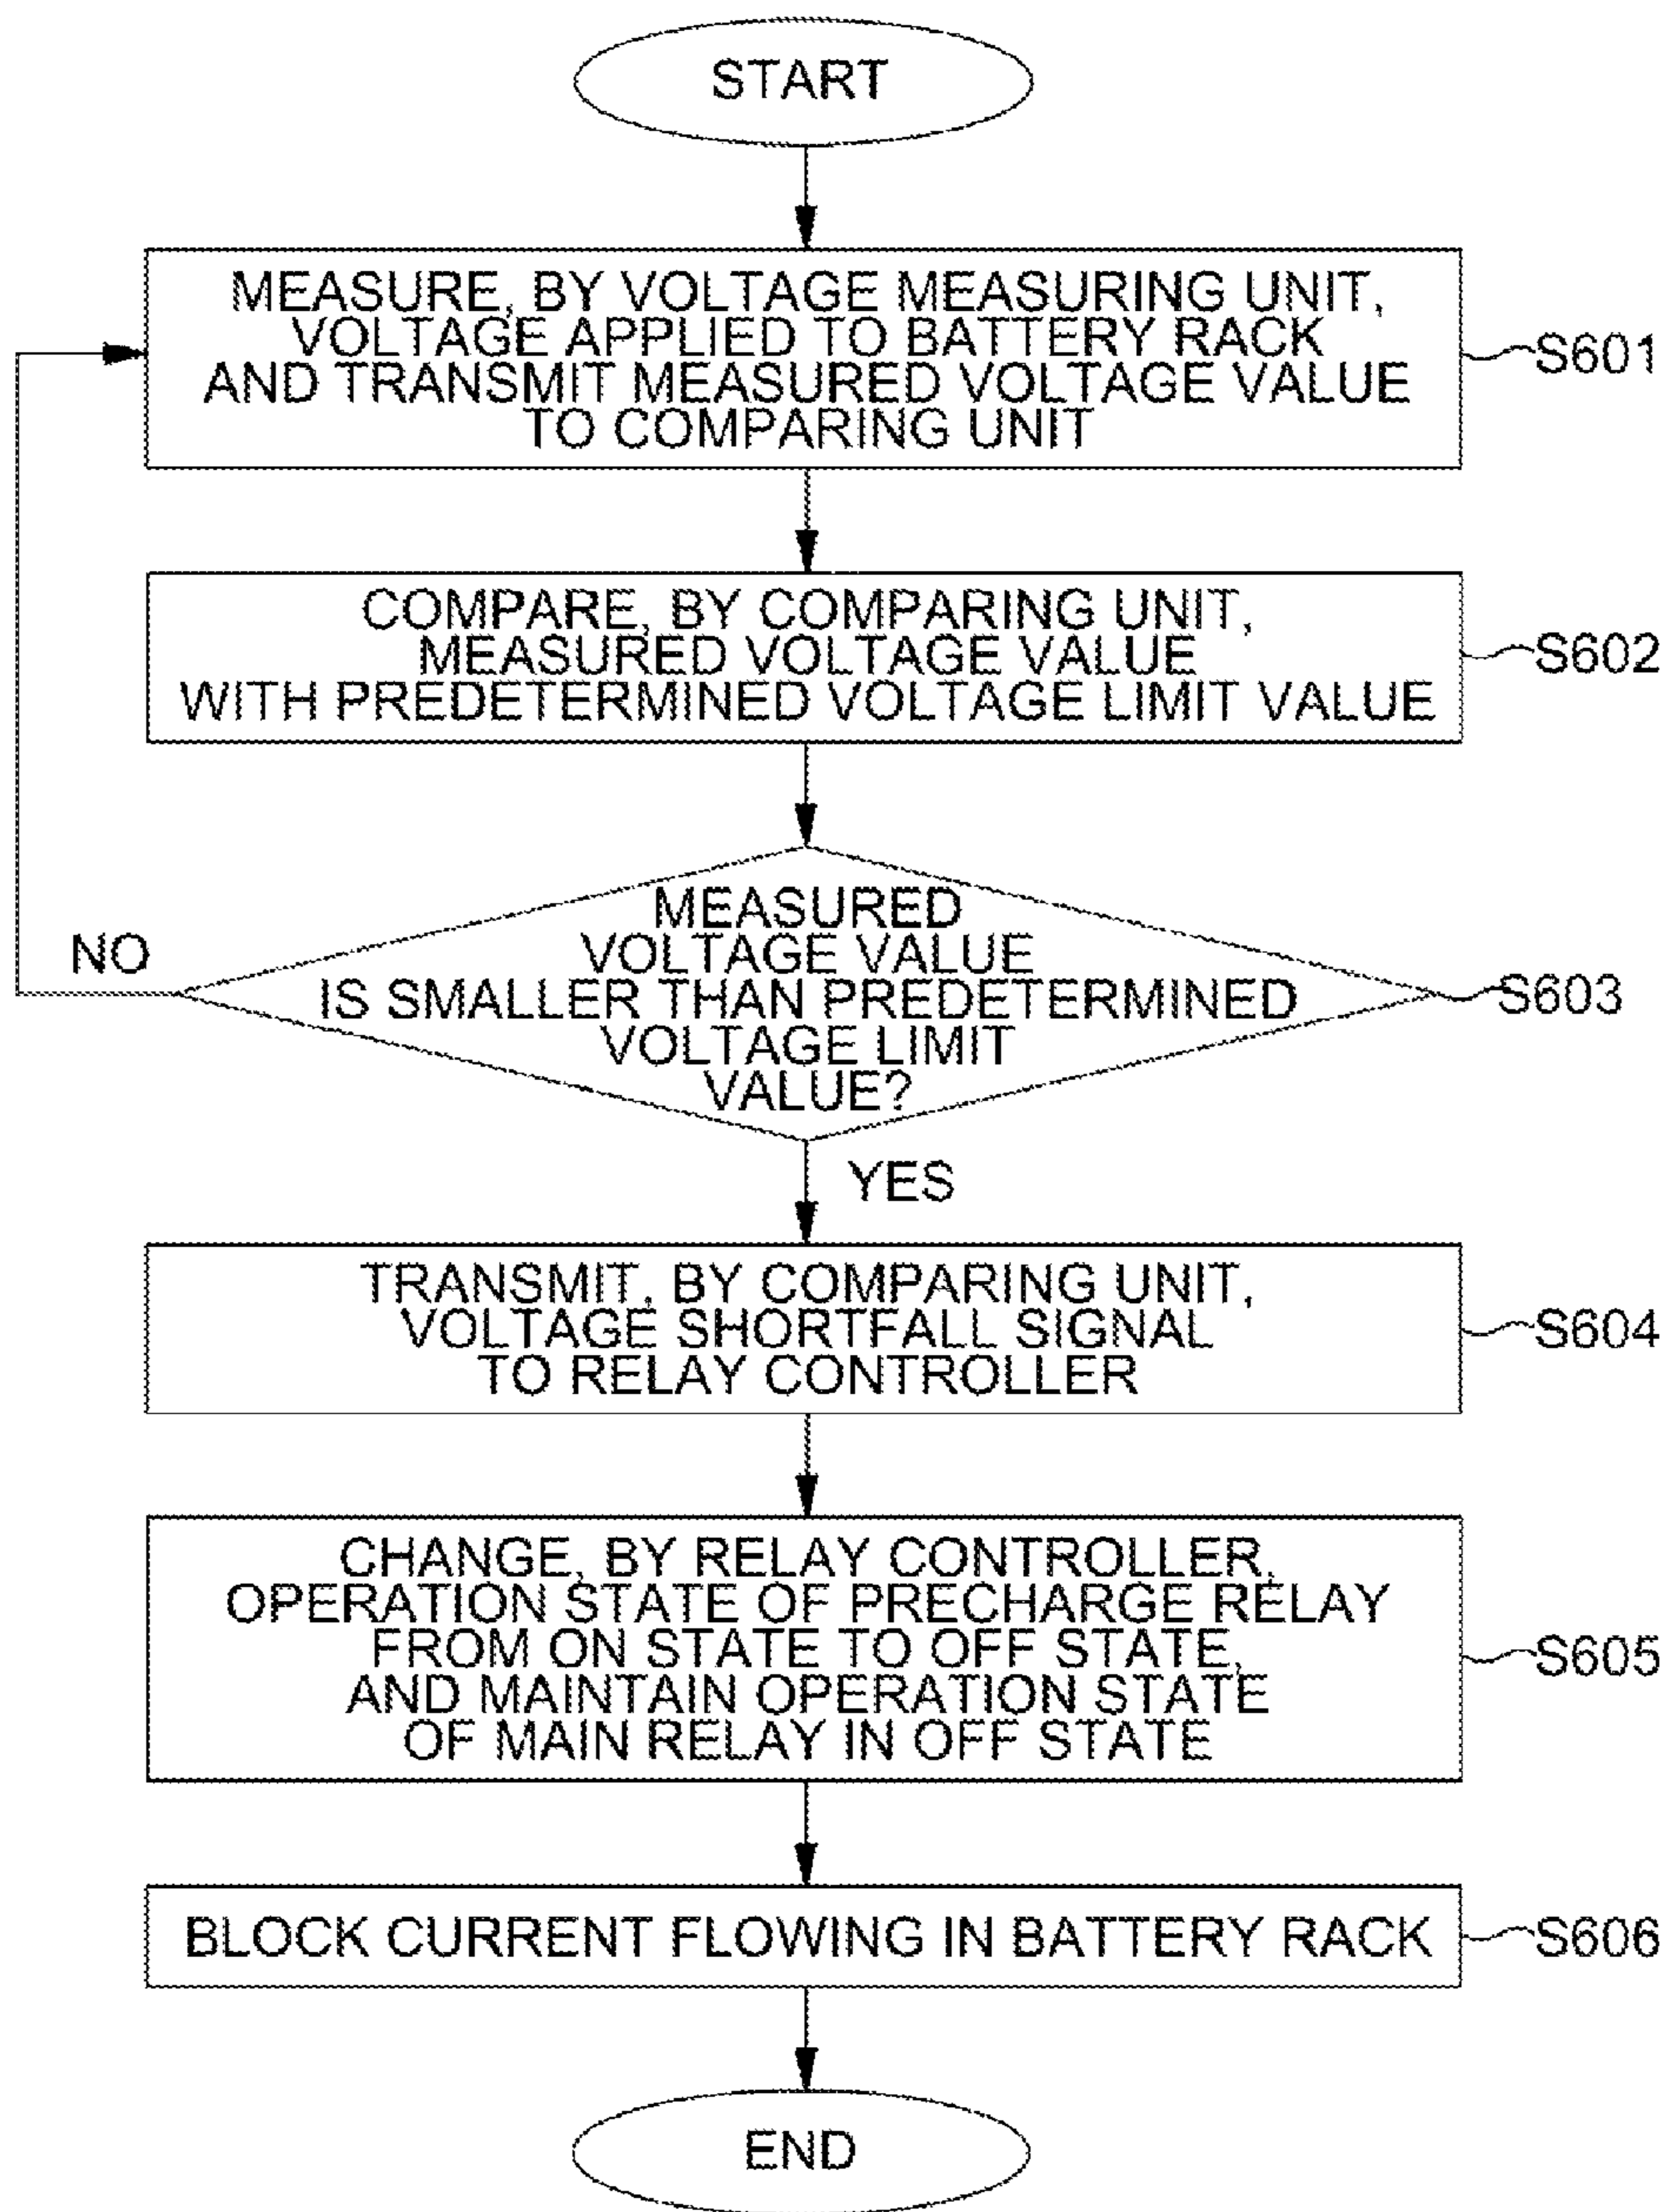 START
MEASURE, BY VOLTAGE MEASURING UNIT,
VOLTAGE APPLIED TO BATTERY RACK
AND TRANSMIT MEASURED VOLTAGE VALUE
TO COMPARING UNIT
S601
COMPARE, BY COMPARING UNIT,
MEASURED VOLTAGE VALUE
WITH PREDETERMINED VOLTAGE LIMIT VALUE
S602
MEASURED
VOLTAGE VALUE
IS SMALLER THAN PREDETERMINED
VOLTAGE LIMIT
VALUE?
S603
NO
YES
TRANSMIT, BY COMPARING UNIT,
VOLTAGE SHORTFALL SIGNAL
TO RELAY CONTROLLER
S604
CHANGE, BY RELAY CONTROLLER,
OPERATION STATE OF PRECHARGE RELAY
FROM ON STATE TO OFF STATE,
AND MAINTAIN OPERATION STATE
OF MAIN RELAY IN OFF STATE
S605
BLOCK CURRENT FLOWING IN BATTERY RACK
S606
END